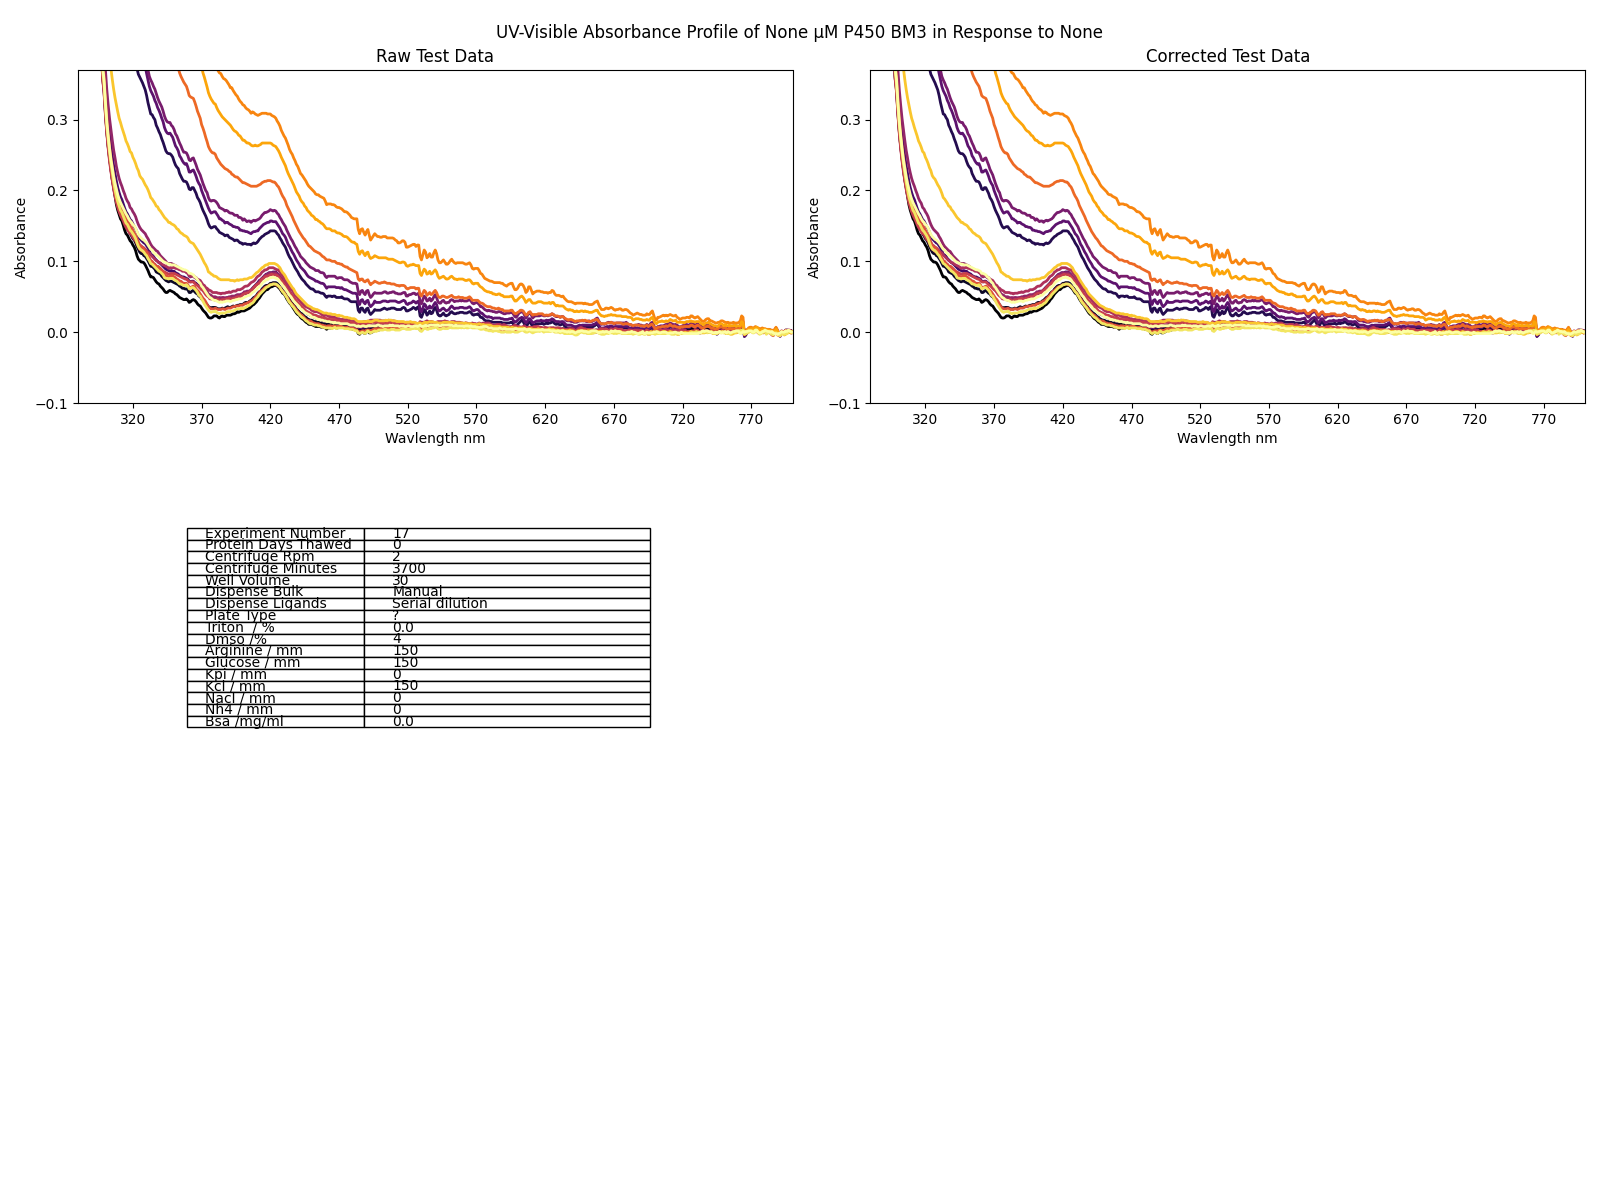 UV-Visible Absorbance Profile of None μM P450 BM3 in Response to None
Raw Test Data
Absorbance
0.3
0.2
0.1
0.0
−0.1
320 370 420 470 520 570 620 670 720 770
Wavlength nm
Corrected Test Data
Absorbance
0.3
0.2
0.1
0.0
−0.1
320 370 420 470 520 570 620 670 720 770
Wavlength nm
Experiment Number 17
Protein Days Thawed 0
Centrifuge Rpm 2
Centrifuge Minutes 3700
Well Volume 30
Dispense Bulk Manual
Dispense Ligands Serial dilution
Plate Type ?
Triton / % 0.0
Dmso /% 4
Arginine / mm 150
Glucose / mm 150
Kpi / mm 0
Kcl / mm 150
Nacl / mm 0
Nh4 / mm 0
Bsa /mg/ml 0.0